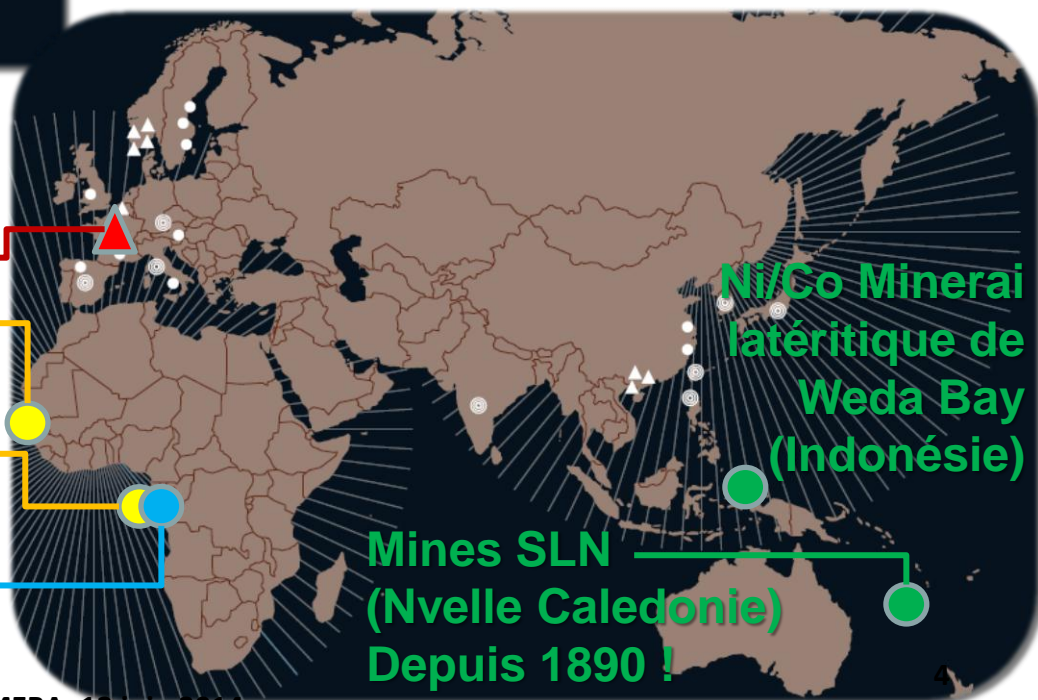 Ni/Co Minerai
latéritique de
Weda Bay
(Indonésie)
Mines SLN
(Nvelle Caledonie)
Depuis 1890 !
4